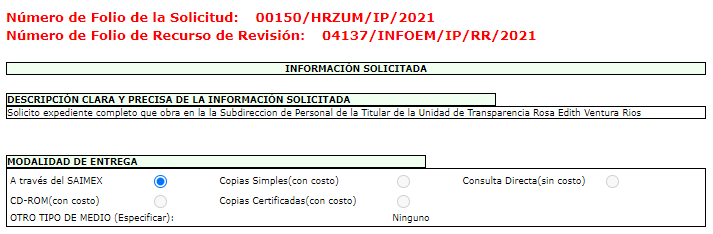 Número de Folio de la Solicitud: 00150/HRZUM/IP/2021
Número de Folio de Recurso de Revisión: 04137/INFOEM/IP/RR/2021
INFORMACIÓN SOLICITADA
DESCRIPCIÓN CLARA Y PRECISA DE LA INFORMACIÓN SOLICITADA
Solicito expediente completo que obra en la la Subdireccion de Personal de la Titular de la Unidad de Transparencia Rosa Edith Ventura Rios
MODALIDAD DE ENTREGA
A través del SAIMEX Copias Simples(con costo) Consulta Directa(sin costo)
CD-ROM(con costo) Copias Certificadas(con costo)
OTRO TIPO DE MEDIO (Especificar): Ninguno